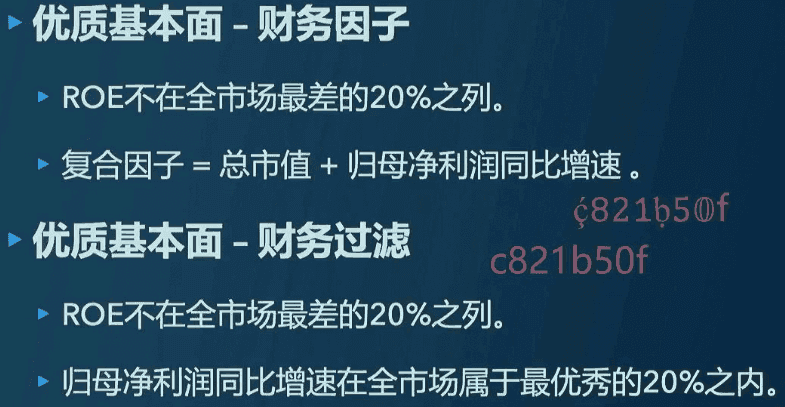 优质基本面 – 财务因子
ROE不在全市场最差的20%之列。
复合因子 = 总市值 + 归母净利润同比增速 。
ḉ821ḅ5𝟘f
优质基本面 – 财务过滤
c821b50f
ROE不在全市场最差的20%之列。
归母净利润同比增速在全市场属于最优秀的20%之内。